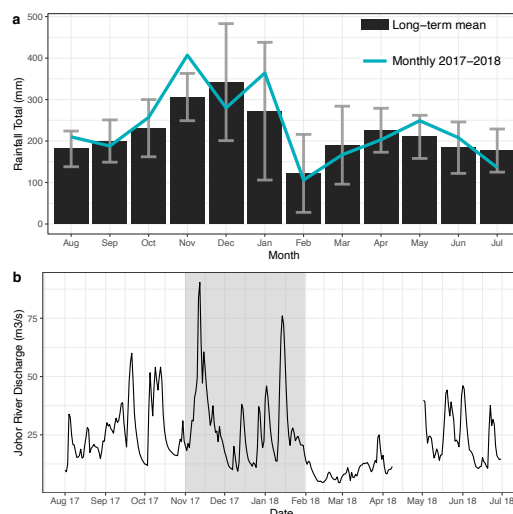 a
500
400
300
200
100
0
Rainfall Total (mm)
Long-term mean
Monthly 2017-2018
Aug Sep Oct Nov Dec Jan Feb Mar Apr May Jun Jul
Month
b
75
50
25
Johor River Discharge (m3/s)
Aug 17 Sep 17 Oct 17 Nov 17 Dec 17 Jan 18 Feb 18 Mar 18 Apr 18 May 18 Jun 18 Jul 18
Date